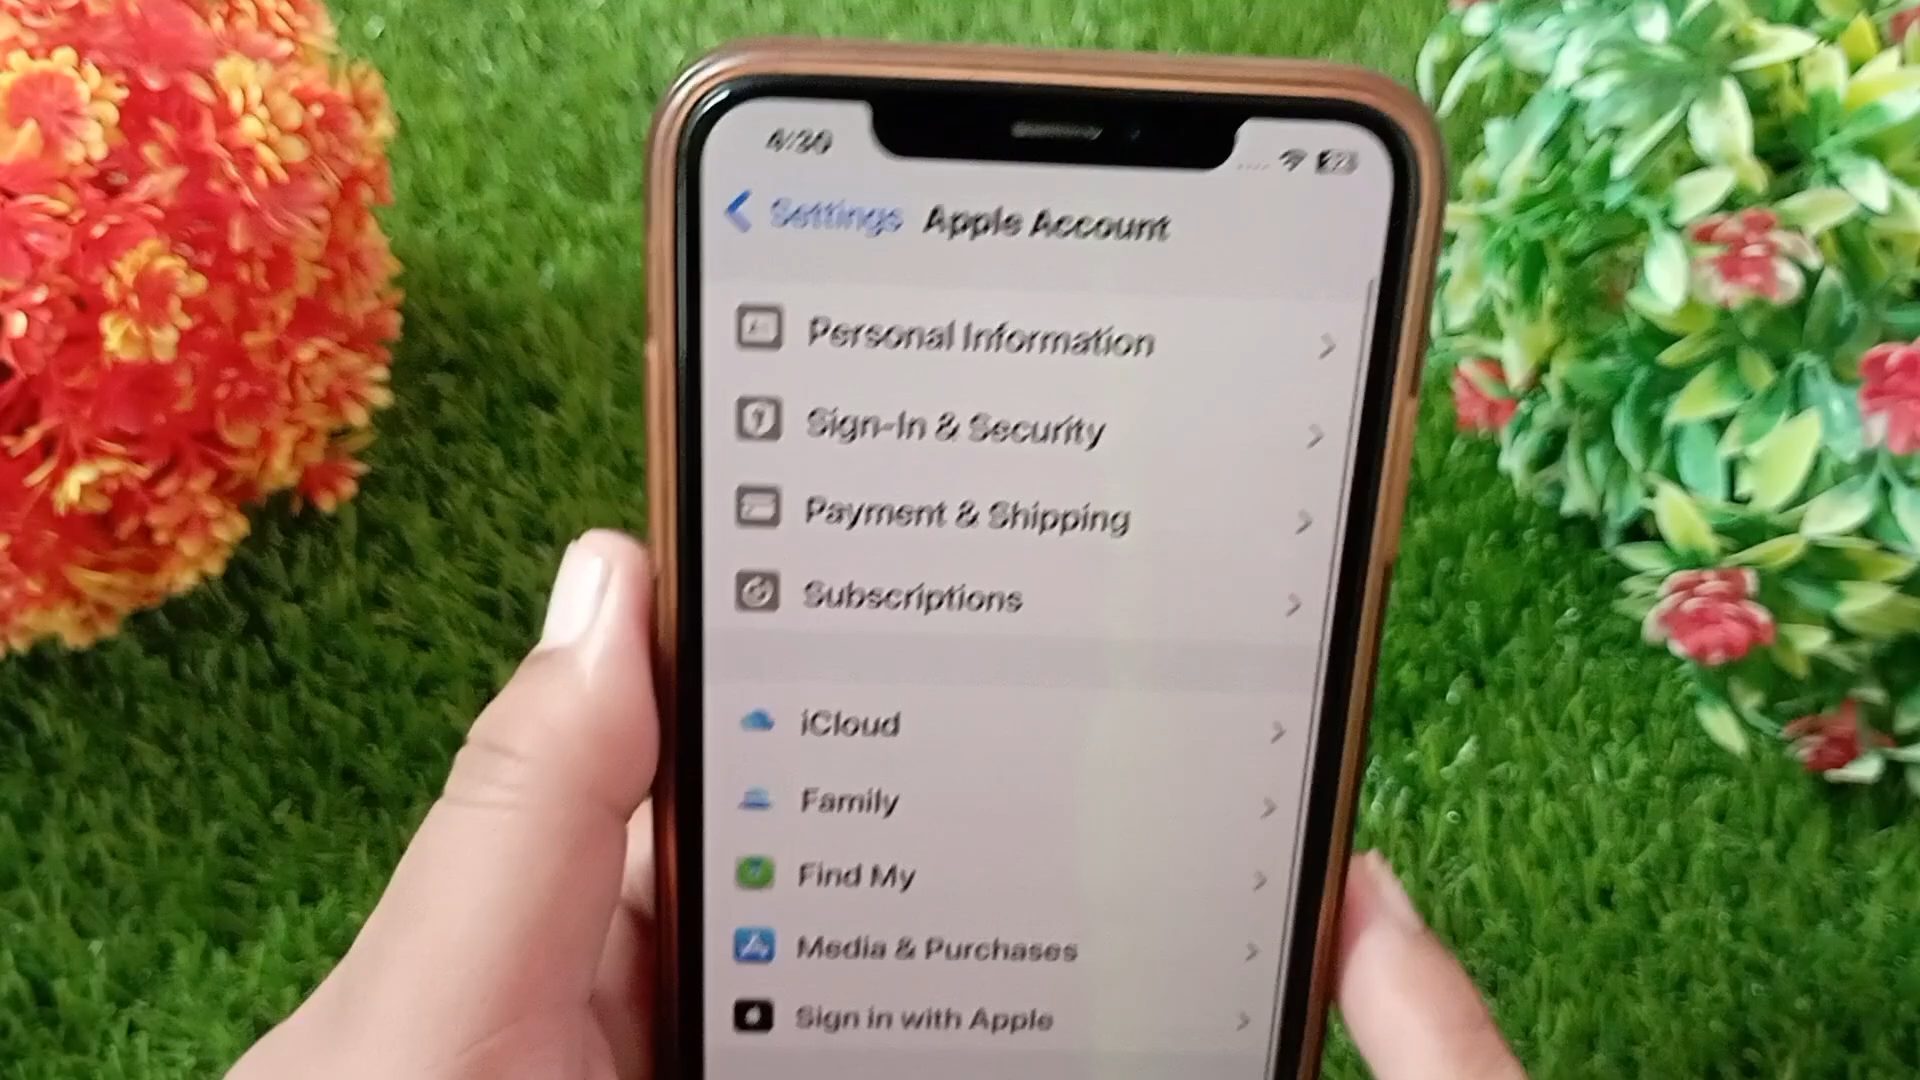 4:30
Settings Apple Account
Personal Information
Sign-In & Security
Payment & Shipping
Subscriptions
iCloud
Family
Find My
Media & Purchases
Sign in with Apple